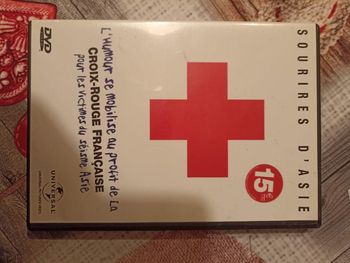 SOURIRES D'ASIE
15€
L'Humour se mobilise au profit de La
CROIX-ROUGE FRANÇAISE
pour les victimes du séisme Asie
DVD
UNIVERSAL